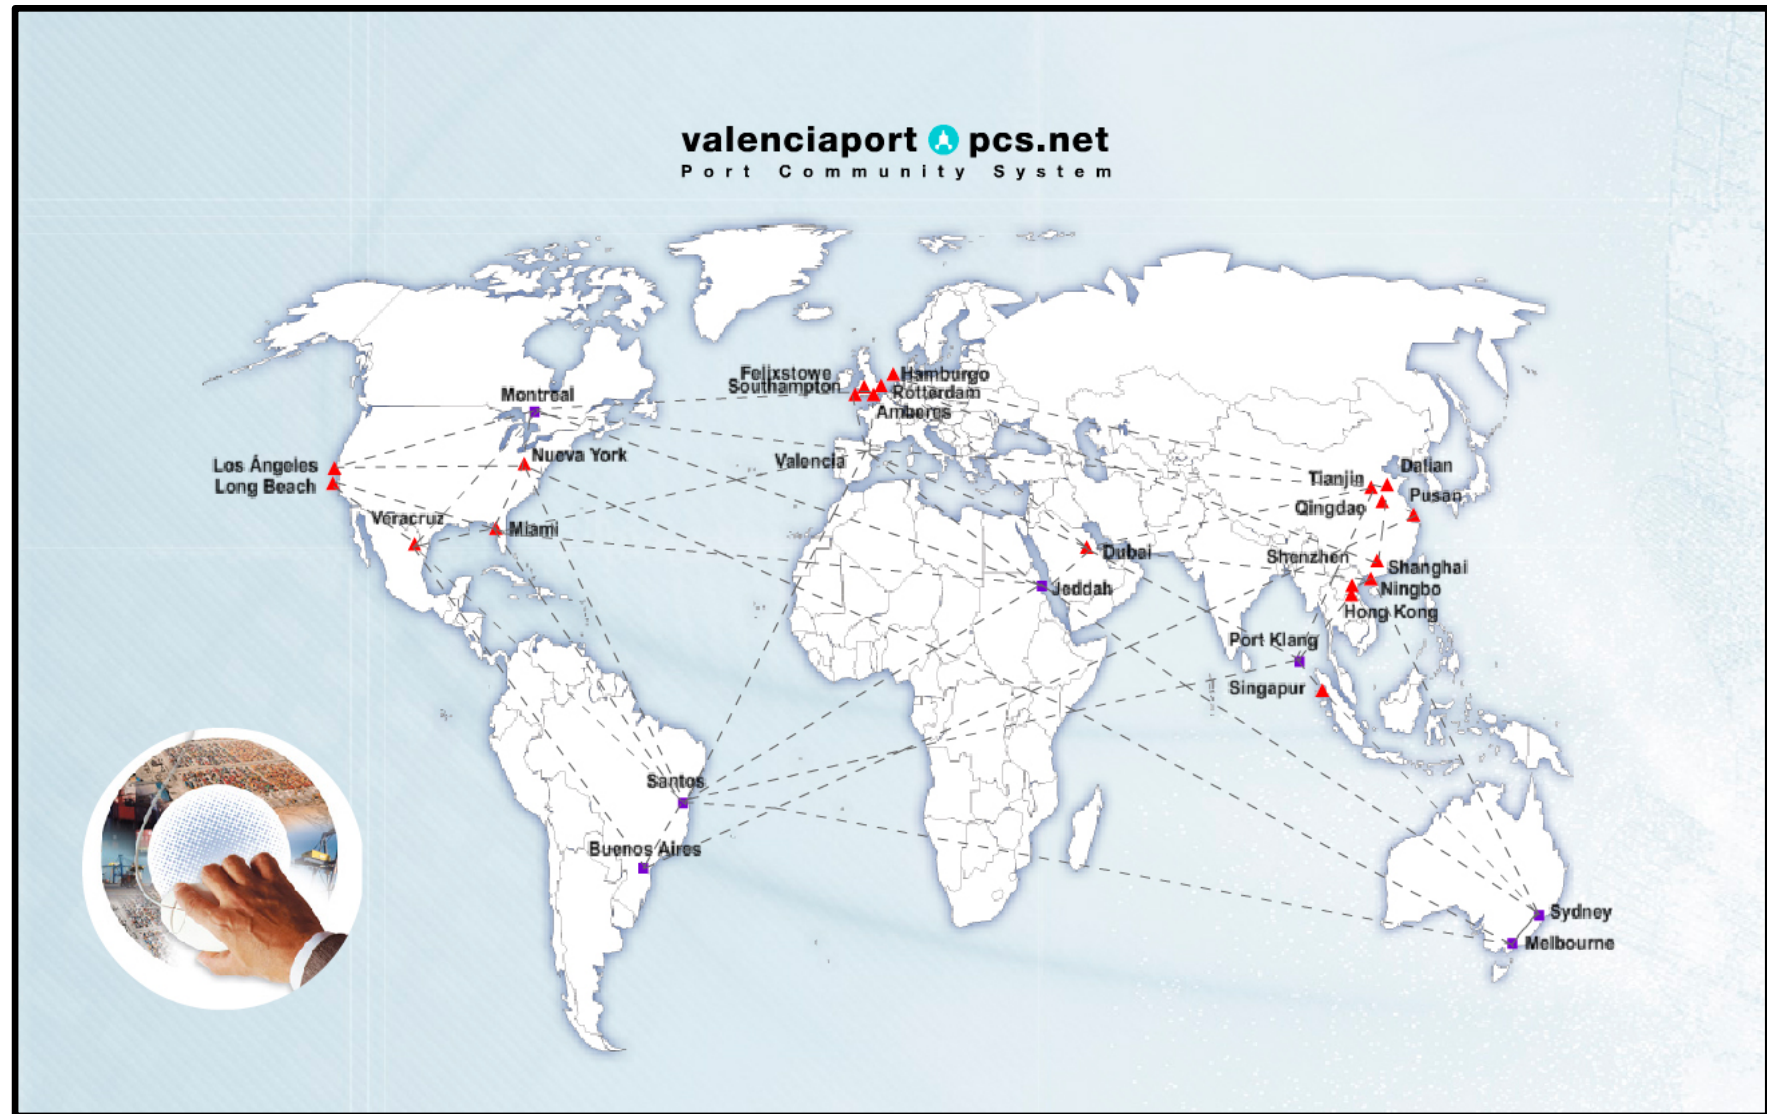 valenciaport pcs.net
Port Community System
Felixstowe
Hamburgo
Southampton
Rotterdam
Montreal
Amberes
Nueva York
Valencia
Los Ángeles
Long Beach
Dalian
Tianjin
Pusan
Qingdao
Veracruz
Miami
Dubai
Shenzhen
Shanghai
Jeddah
Ningbo
Hong Kong
Port Klang
Singapur
Santos
Buenos Aires
Sydney
Melbourne